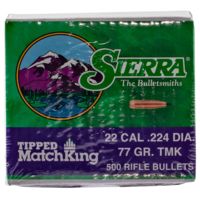 SIERRA
The Bulletsmiths
22 CAL .224 DIA.
77 GR. TMK
500 RIFLE BULLETS
TIPPED
MatchKing